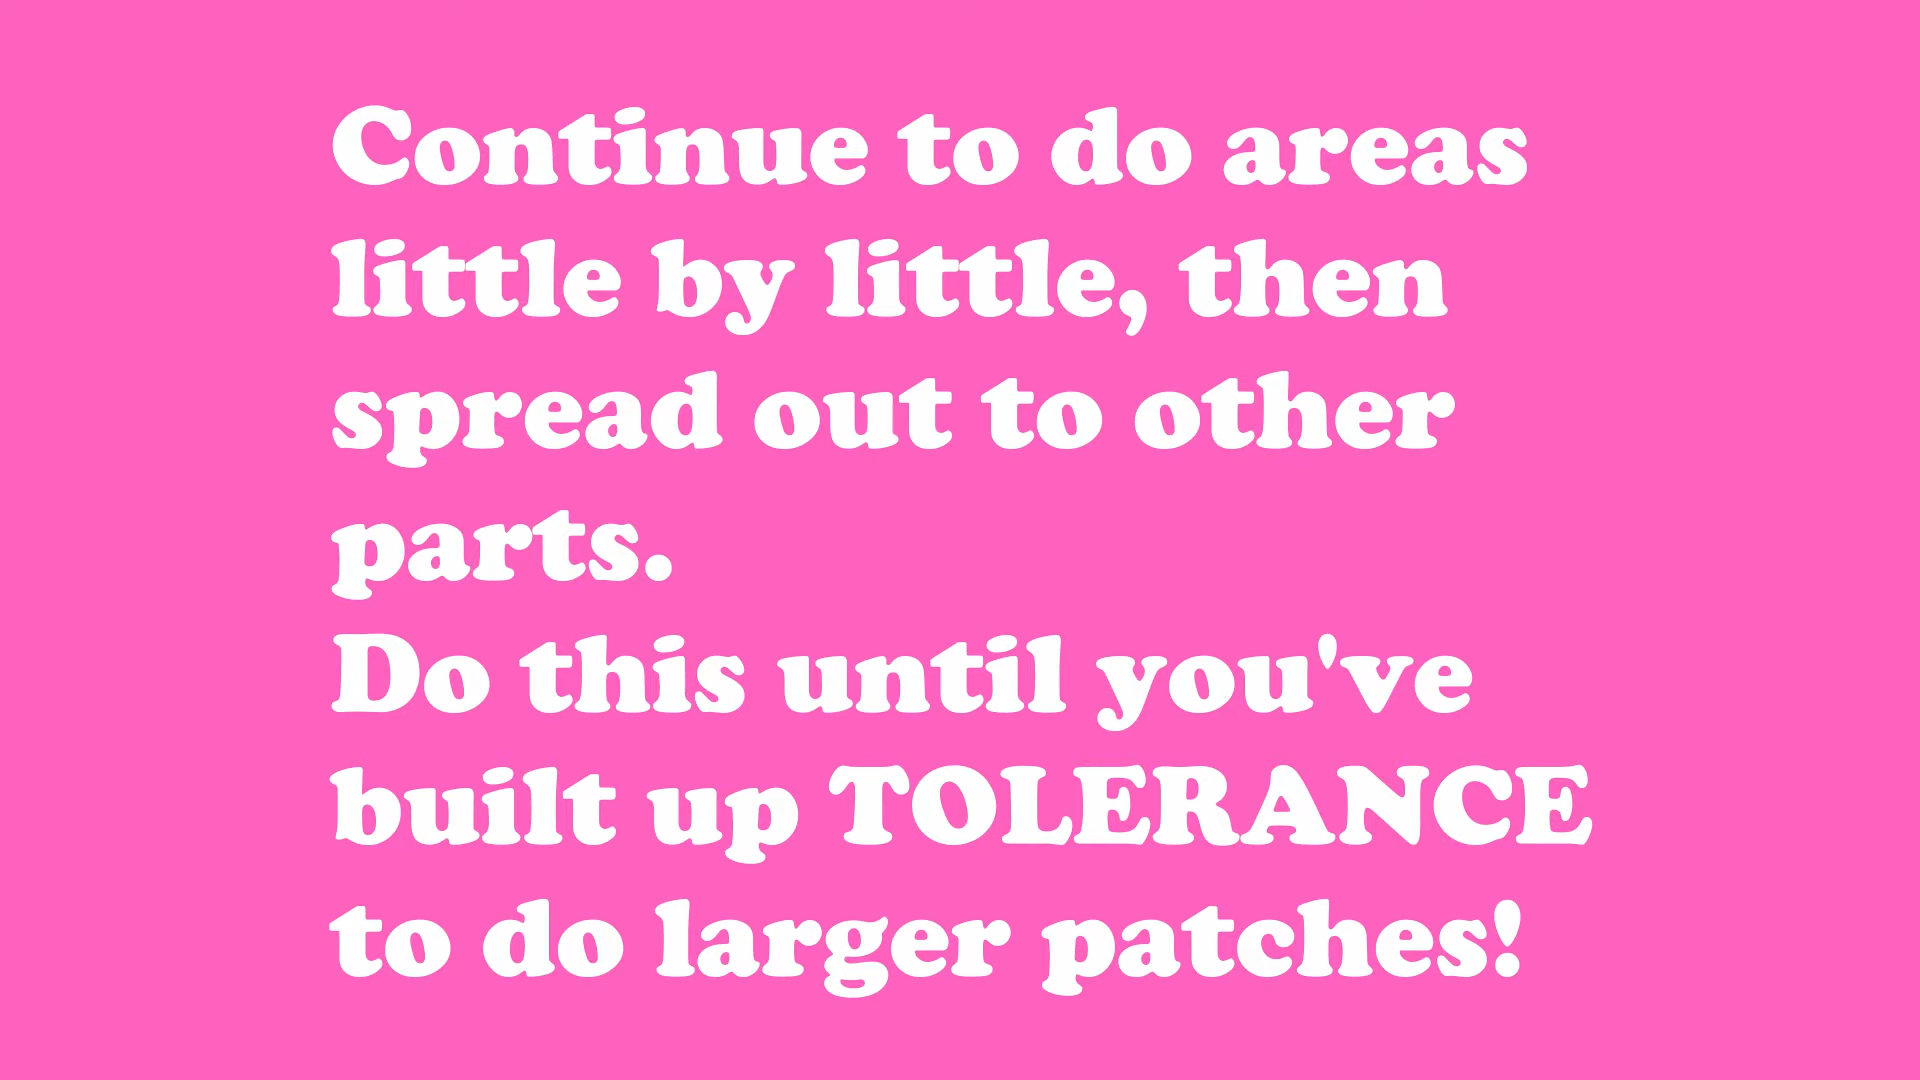 Continue to do areas
little by little, then
spread out to other
parts.
Do this until you've
built up TOLERANCE
to do larger patches!